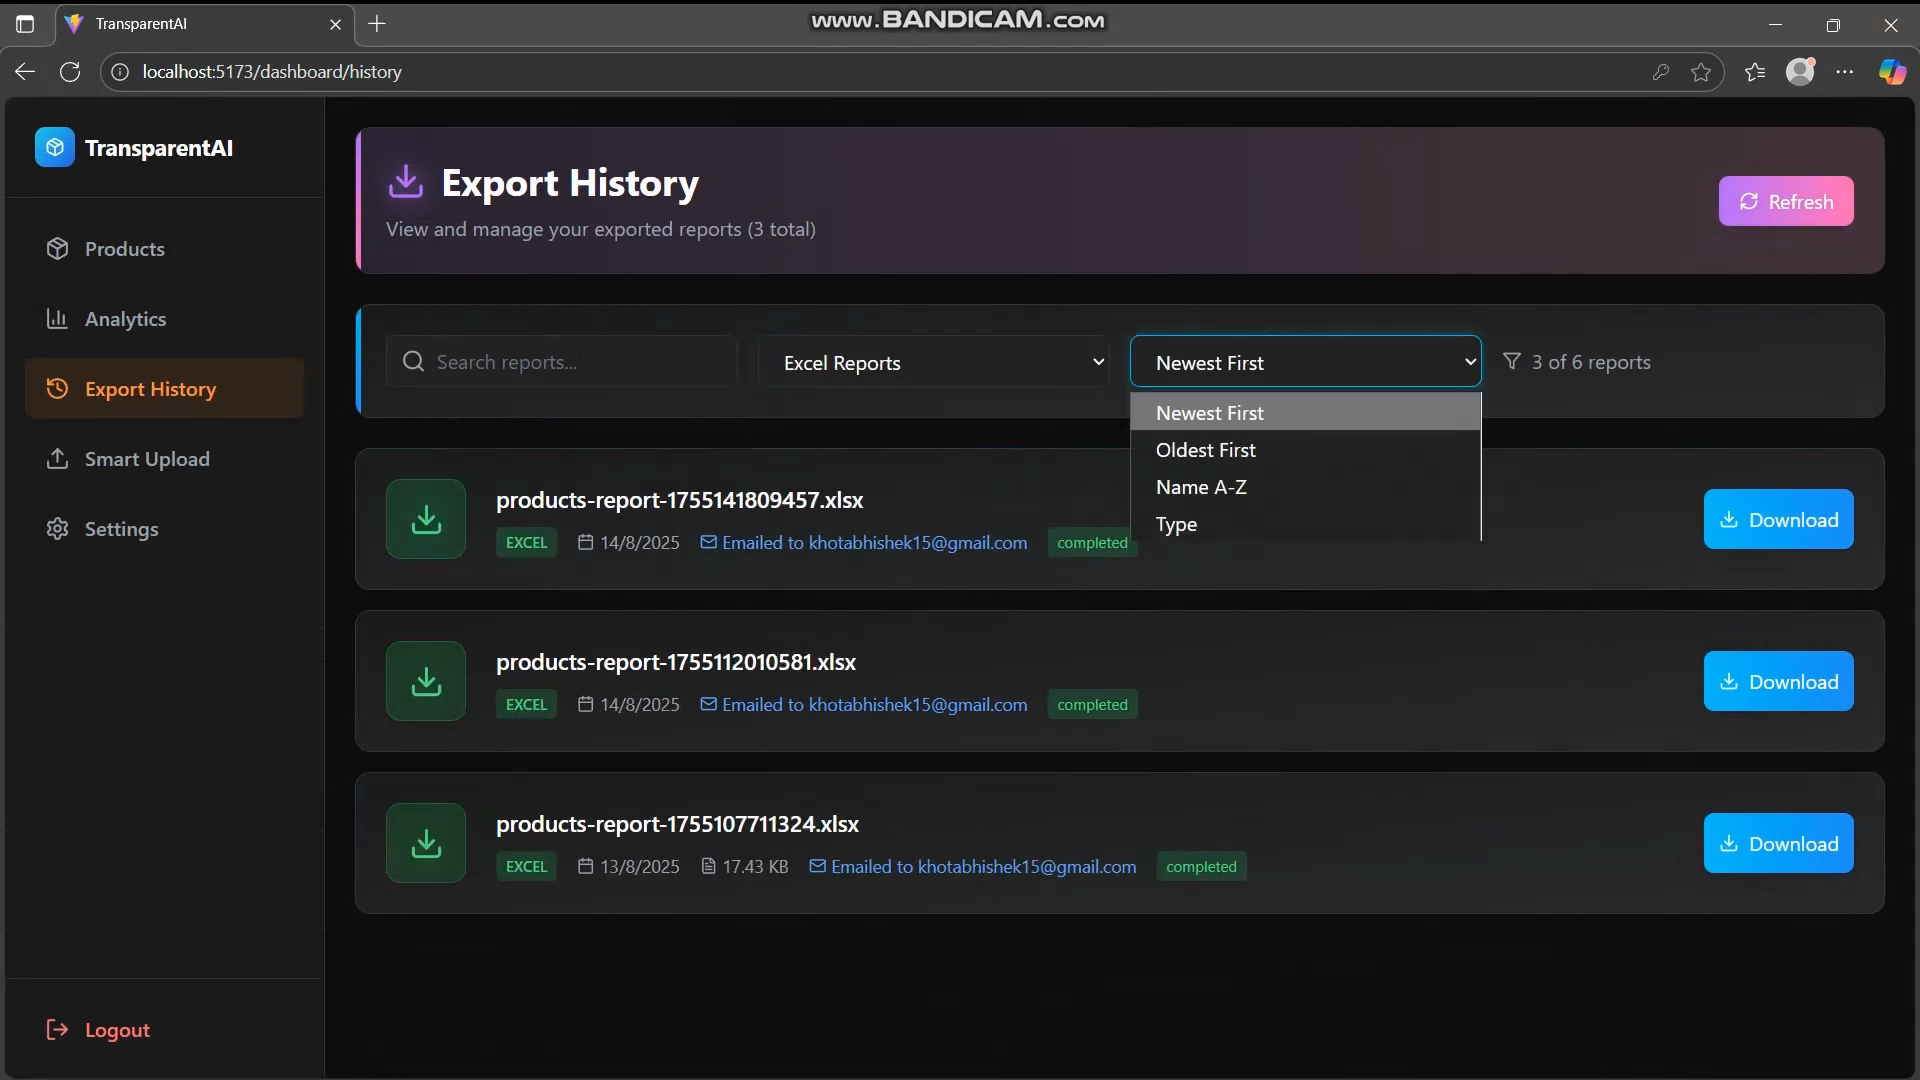 TransparentAI
www.BANDICAM.com
localhost:5173/dashboard/history
TransparentAI
Products
Analytics
Export History
Smart Upload
Settings
Logout
Export History
View and manage your exported reports (3 total)
Refresh
Search reports...
Excel Reports
Newest First
3 of 6 reports
Newest First
Oldest First
Name A-Z
Type
products-report-1755141809457.xlsx
EXCEL 14/8/2025 Emailed to khotabhishek15@gmail.com completed
Download
products-report-1755112010581.xlsx
EXCEL 14/8/2025 Emailed to khotabhishek15@gmail.com completed
Download
products-report-1755107711324.xlsx
EXCEL 13/8/2025 17.43 KB Emailed to khotabhishek15@gmail.com completed
Download